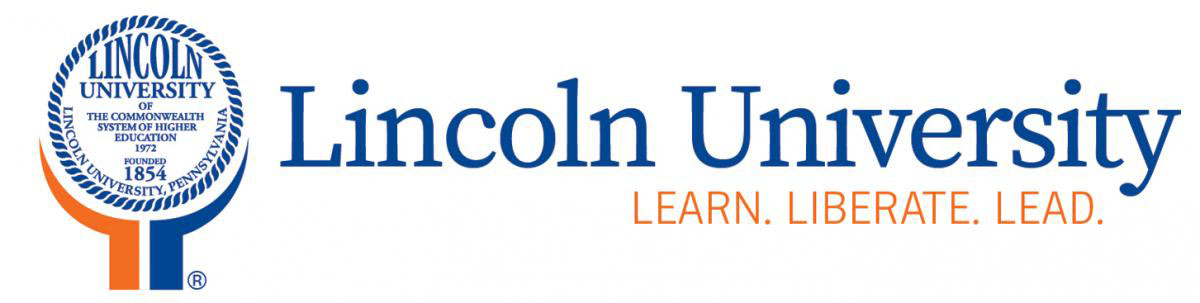 LINCOLN
UNIVERSITY
OF
THE COMMONWEALTH
SYSTEM OF HIGHER
EDUCATION
1972
FOUNDED
1854
LINCOLN UNIVERSITY, PENNSYLVANIA
®
Lincoln University
LEARN. LIBERATE. LEAD.